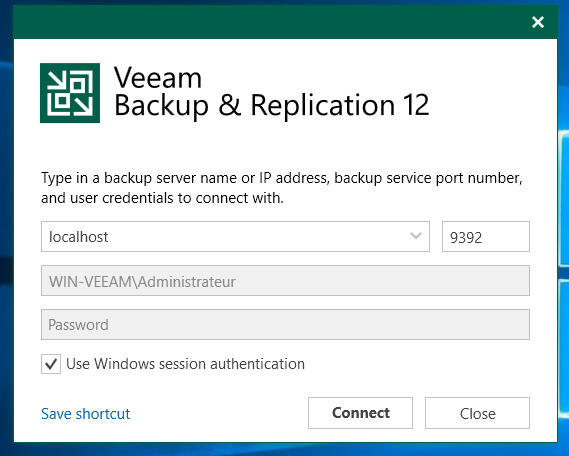 Veeam
Backup & Replication 12
Type in a backup server name or IP address, backup service port number,
and user credentials to connect with.
localhost
9392
WIN-VEEAM\Administrateur
Password
Use Windows session authentication
Save shortcut
Connect
Close